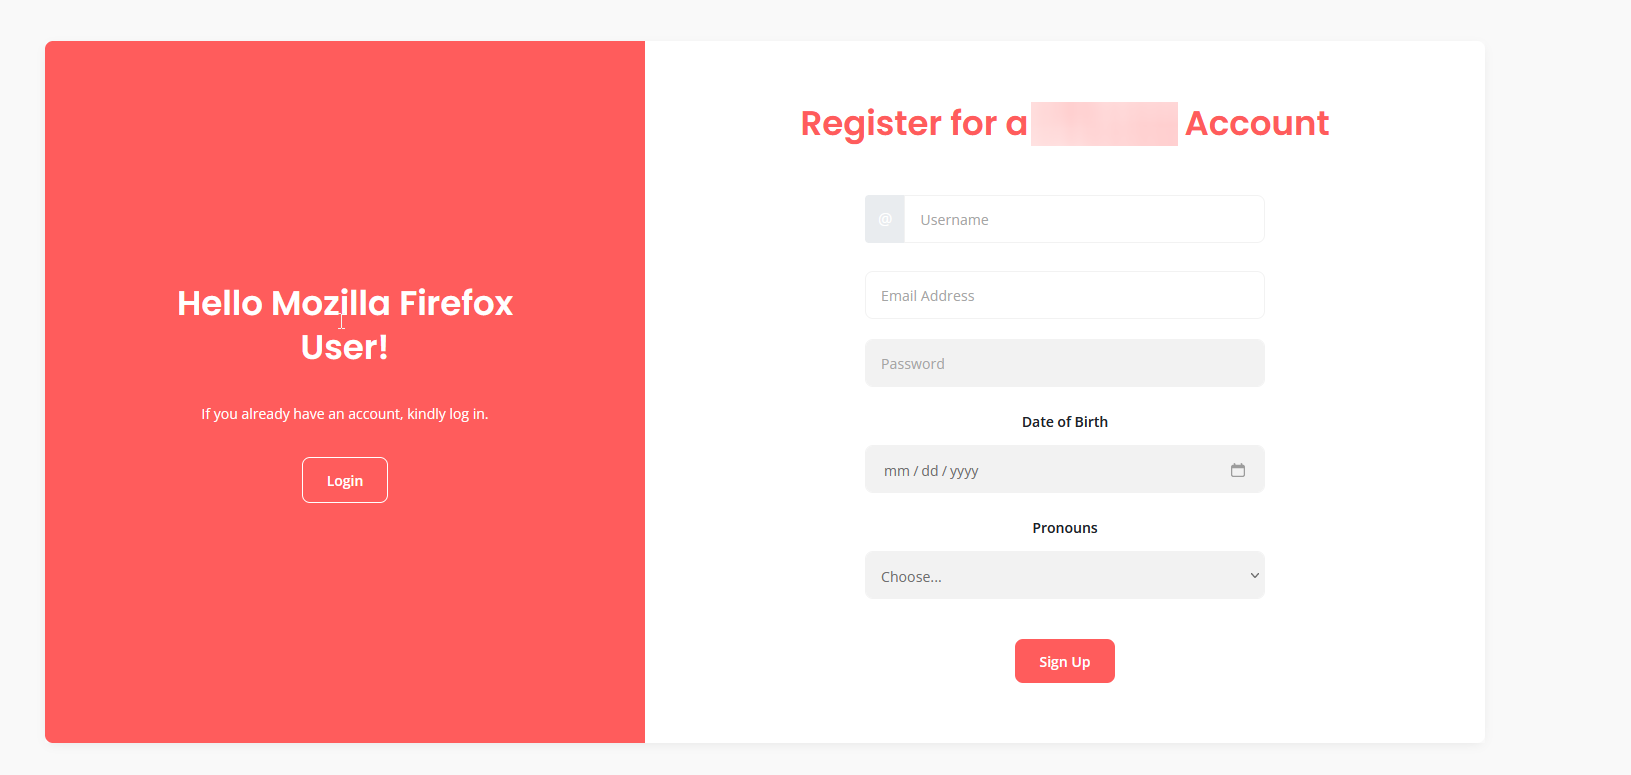 Hello Mozilla Firefox
User!
If you already have an account, kindly log in.
Login
Register for a Account
@
Username
Email Address
Password
Date of Birth
mm / dd / yyyy
Pronouns
Choose...
Sign Up